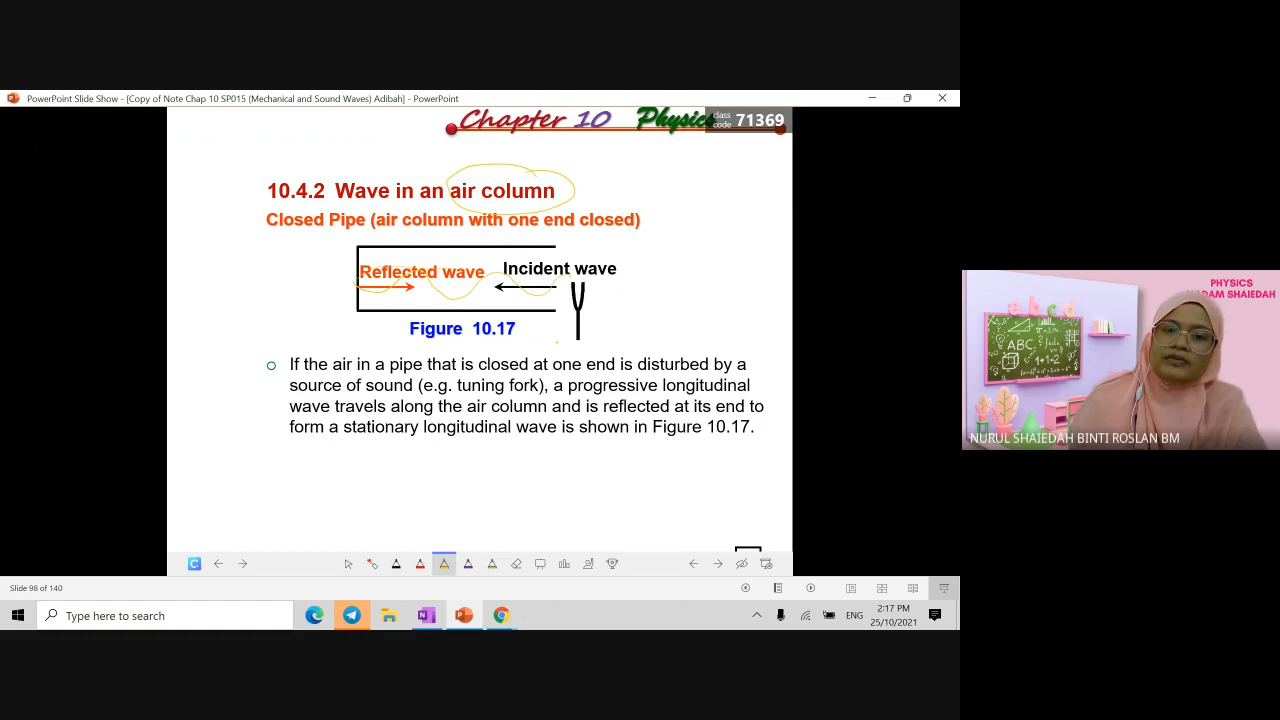 PowerPoint Slide Show - [Copy of Note Chap 10 SP015 (Mechanical and Sound Waves) Adibah] - PowerPoint
Chapter 10 Physics
class code 71369
10.4.2 Wave in an air column
Closed Pipe (air column with one end closed)
Reflected wave
Incident wave
Figure 10.17
If the air in a pipe that is closed at one end is disturbed by a
source of sound (e.g. tuning fork), a progressive longitudinal
wave travels along the air column and is reflected at its end to
form a stationary longitudinal wave is shown in Figure 10.17.
PHYSICS
MADAM SHAIEDAH
abcd
ABC
1+1=2
NURUL SHAIEDAH BINTI ROSLAN BM
Slide 98 of 140
Type here to search
ENG
2:17 PM
25/10/2021